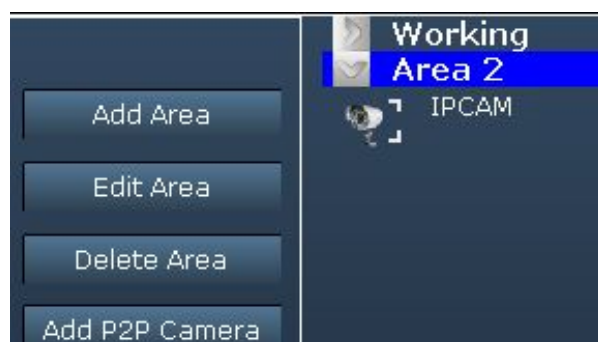 Add Area
Edit Area
Delete Area
Add P2P Camera
Working
Area 2
IPCAM